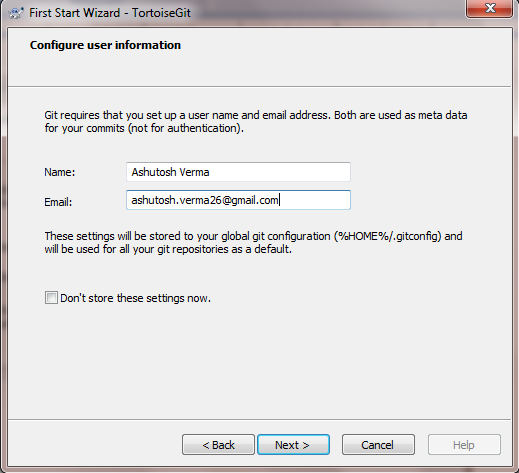 First Start Wizard - TortoiseGit
Configure user information
Git requires that you set up a user name and email address. Both are used as meta data
for your commits (not for authentication).
Name: Ashutosh Verma
Email: ashutosh.verma26@gmail.com
These settings will be stored to your global git configuration (%HOME%/.gitconfig) and
will be used for all your git repositories as a default.
Don't store these settings now.
< Back Next > Cancel Help